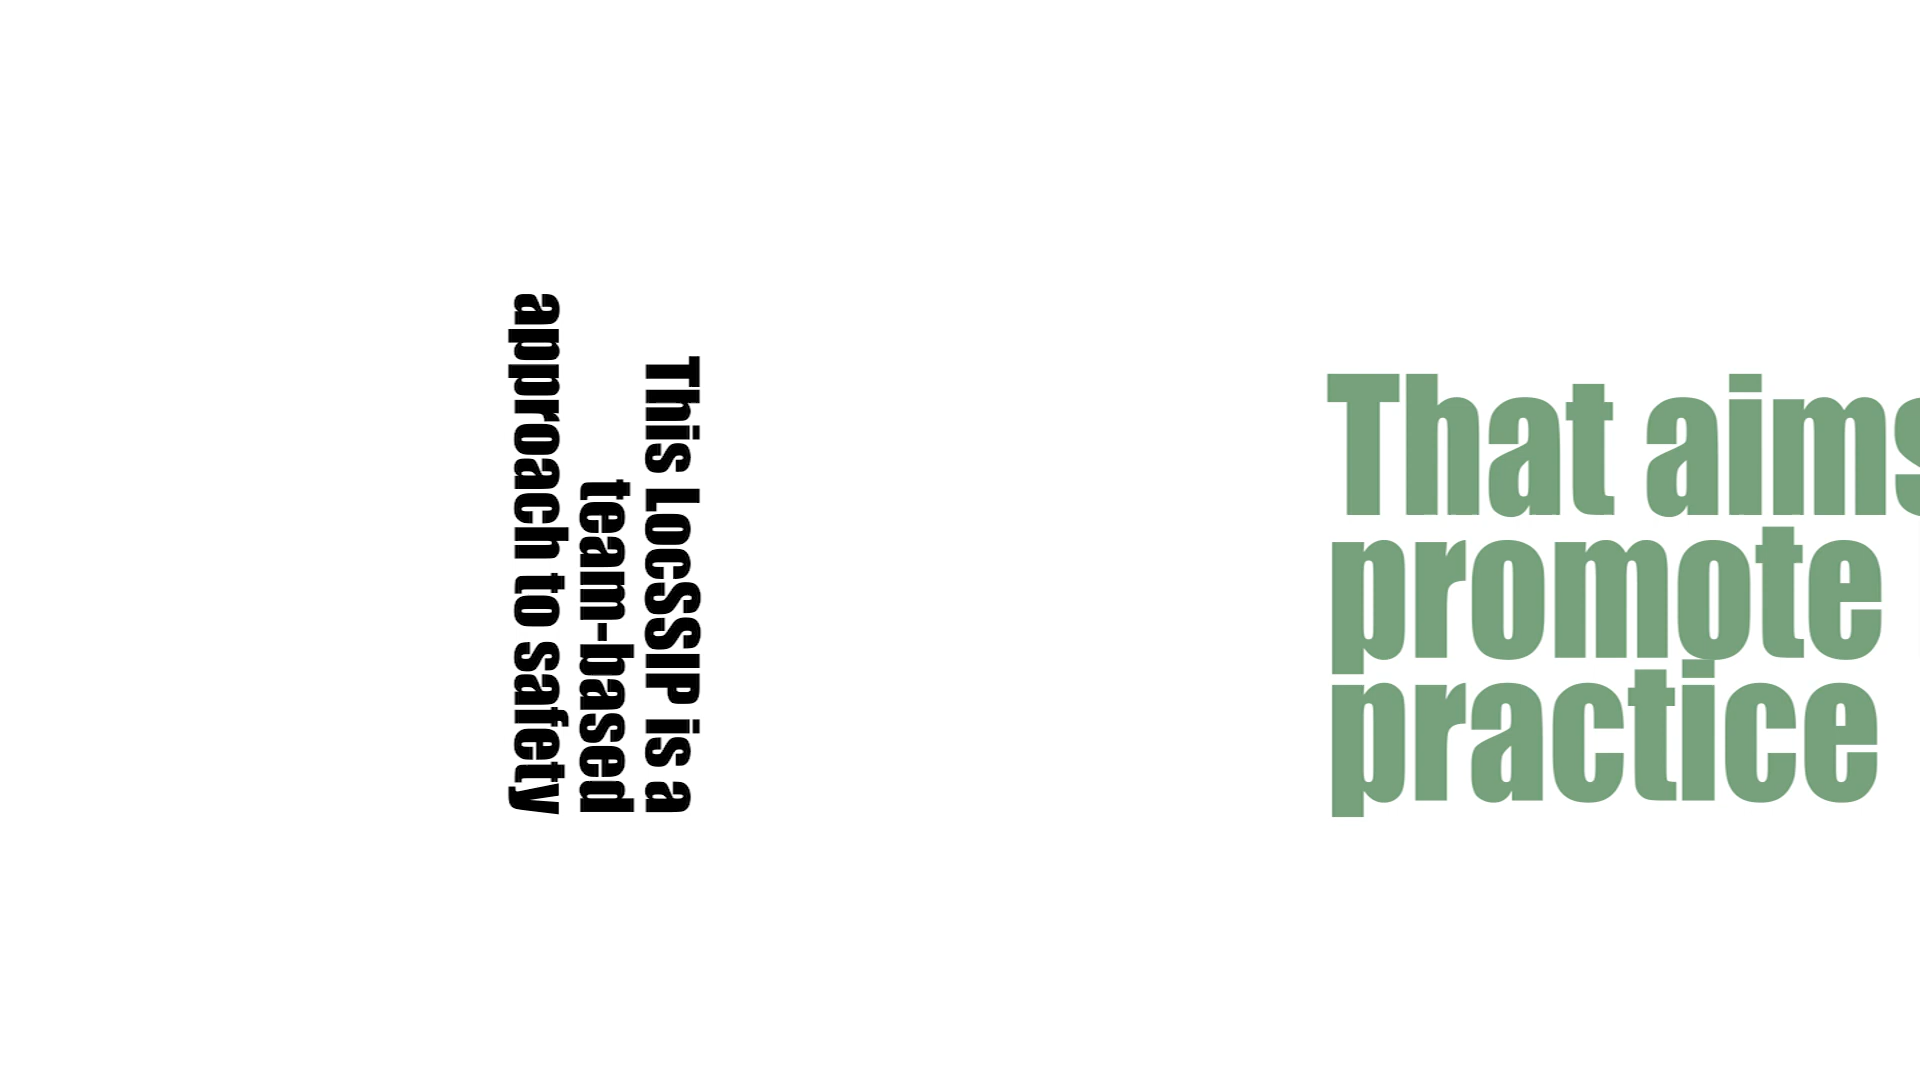 This LocSSIP is a
team-based
approach to safety
That aims
promote
practice